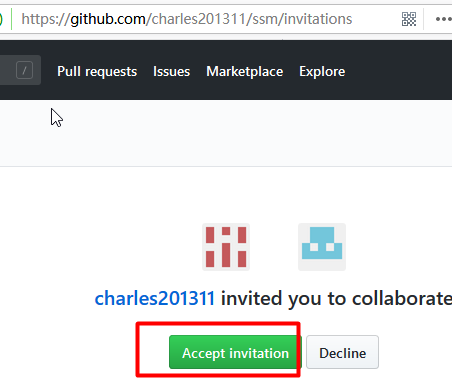 https://github.com/charles201311/ssm/invitations
/
Pull requests Issues Marketplace Explore
charles201311 invited you to collaborate
Accept invitation Decline